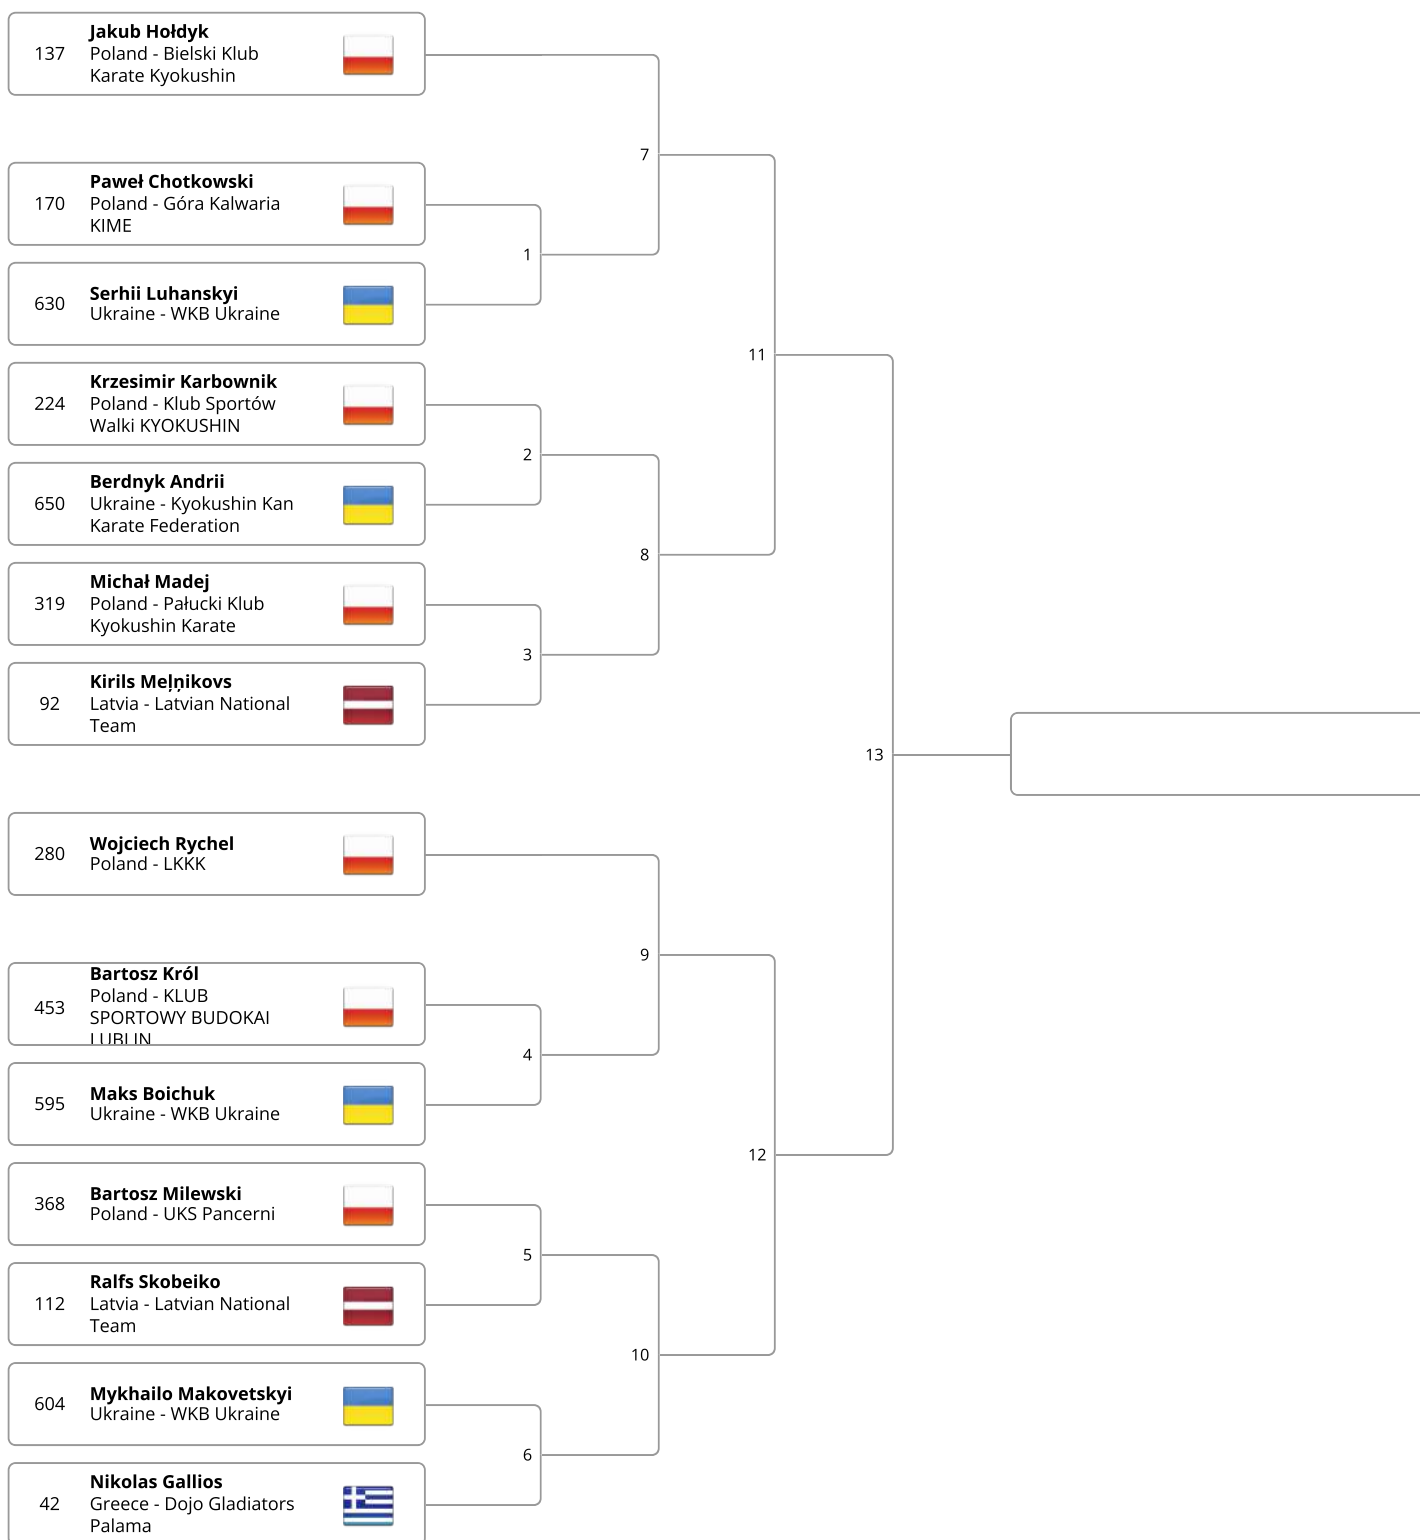 137
Jakub Hołdyk
Poland - Bielski Klub
Karate Kyokushin
7
170
Paweł Chotkowski
Poland - Góra Kalwaria
KIME
1
630
Serhii Luhanskyi
Ukraine - WKB Ukraine
11
224
Krzesimir Karbownik
Poland - Klub Sportów
Walki KYOKUSHIN
2
650
Berdnyk Andrii
Ukraine - Kyokushin Kan
Karate Federation
8
319
Michał Madej
Poland - Pałucki Klub
Kyokushin Karate
3
92
Kirils Meļņikovs
Latvia - Latvian National
Team
13
280
Wojciech Rychel
Poland - LKKK
9
453
Bartosz Król
Poland - KLUB
SPORTOWY BUDOKAI
LUBLIN
4
595
Maks Boichuk
Ukraine - WKB Ukraine
12
368
Bartosz Milewski
Poland - UKS Pancerni
5
112
Ralfs Skobeiko
Latvia - Latvian National
Team
10
604
Mykhailo Makovetskyi
Ukraine - WKB Ukraine
6
42
Nikolas Gallios
Greece - Dojo Gladiators
Palama